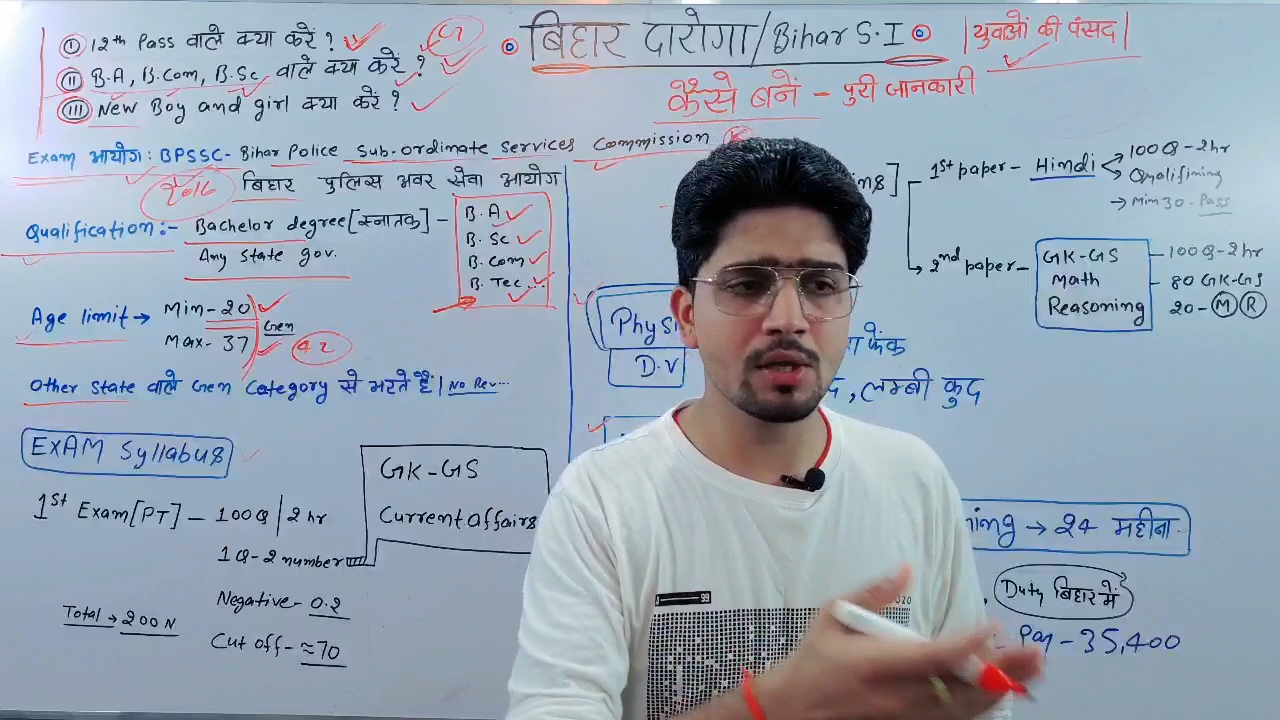 ① 12th Pass वाले क्या करें ?
② B.A, B.Com, B.Sc वाले क्या करें ?
③ New Boy and girl क्या करें ?
बिहार दारोगा/Bihar S.I
|युवाओं की पंसद|
कैसे बनें - पुरी जानकारी
Exam आयोग: BPSSC- Bihar Police Sub-ordinate Services Commission
बिहार पुलिस अवर सेवा आयोग
Qualification:- Bachelor degree[स्नातक] -
Any State gov.
B.A
B. Sc
B. Com
B. Tec..
Age limit → Min-20
Max- 37
Gen
42
Other State वाले Gen Category से भरते हैं | No Rev...
EXAM Syllabus
1st Exam[PT] - 100Q | 2 hr
1Q-2 number
Negative- 0.2
Cut off- ≈70
Total → 200 N
GK-GS
Current affairs
1st paper - Hindi
100Q-2hr
Qualifining
→ Min 30 - Pass
2nd paper -
GK-GS
Math
Reasoning
- 100Q-2hr
- 80 GK-GS
20- M R
Physi
D.V
फेंक
, लम्बी कुद
ning → 24 महीना
Duty बिहार में
Pay - 35,400
99